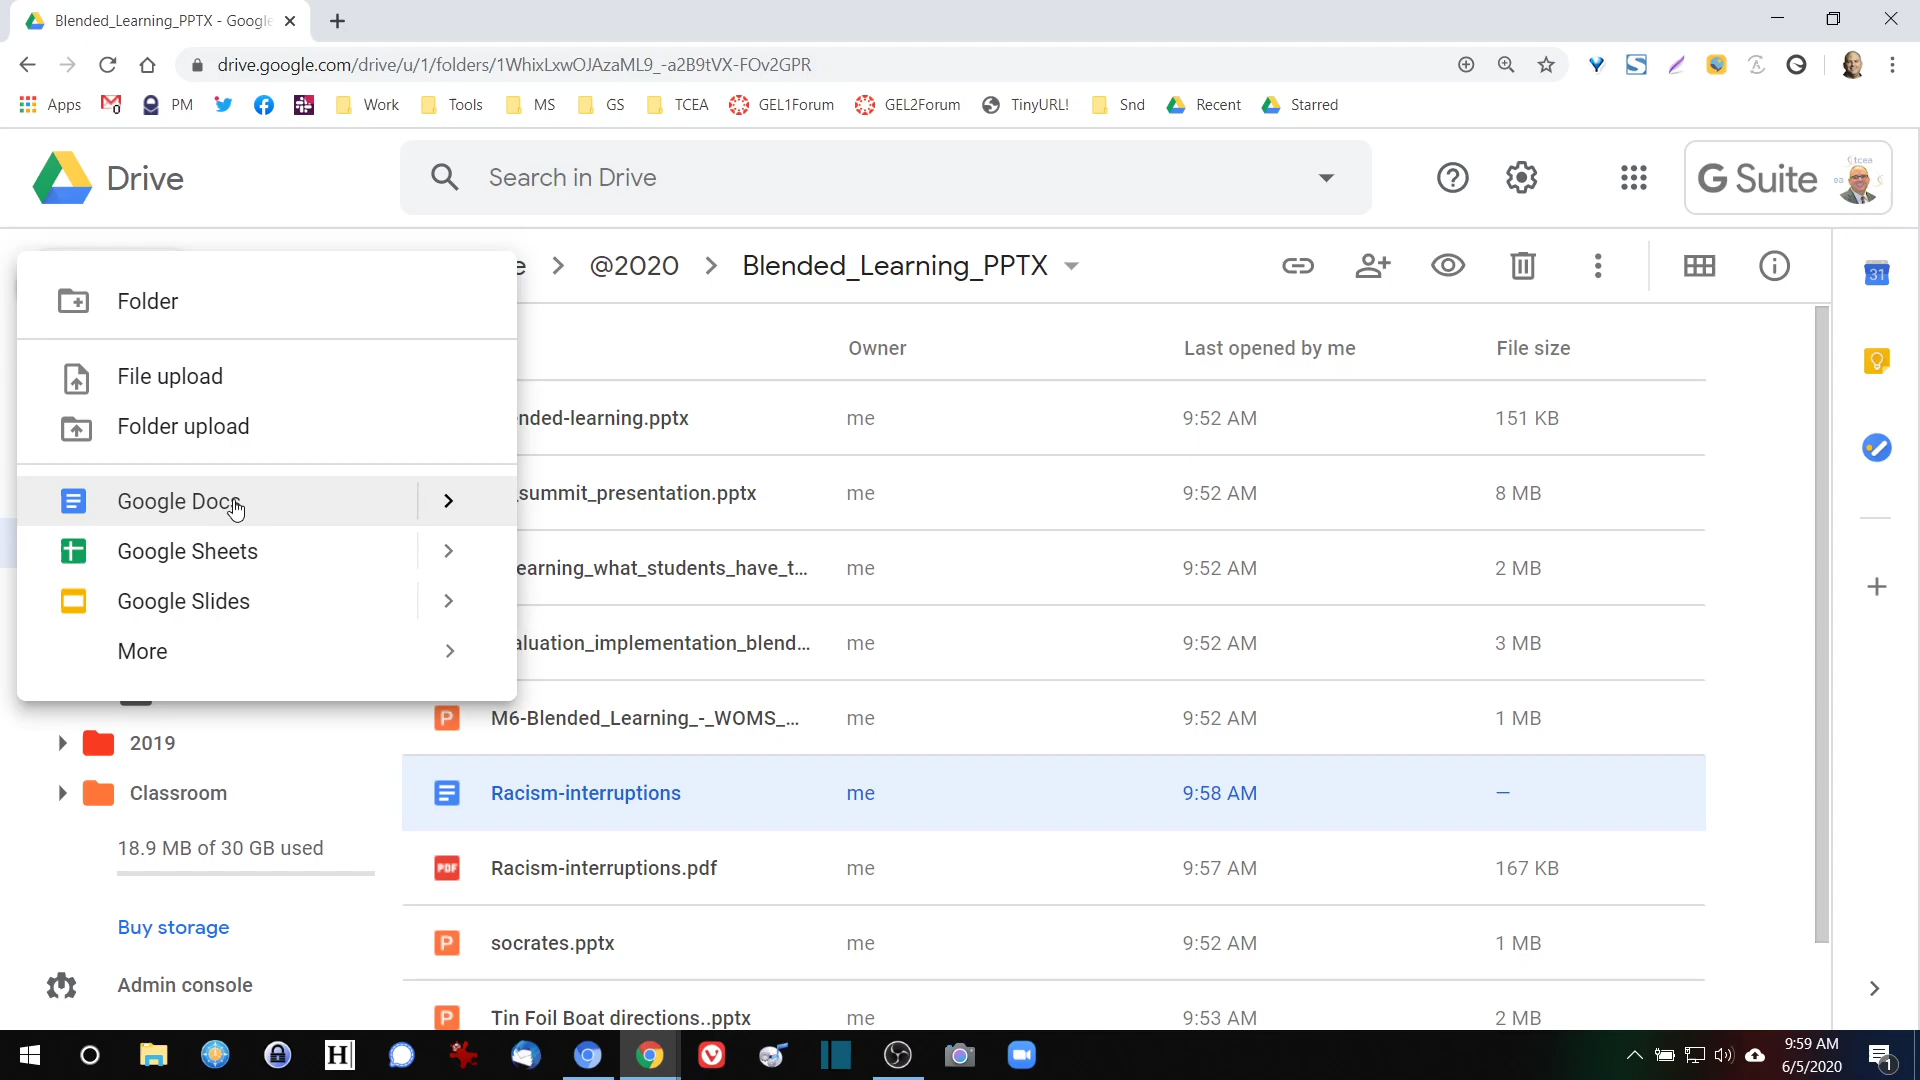 Blended_Learning_PPTX - Google
drive.google.com/drive/u/1/folders/1WhixLxwOJAzaML9_-a2B9tVX-FOv2GPR
Apps
0
PM
Work
Tools
MS
GS
TCEA
GEL1Forum
GEL2Forum
TinyURL!
Snd
Recent
Starred
Drive
Search in Drive
G Suite
tcea
ea
e
@2020
Blended_Learning_PPTX
31
Folder
File upload
Folder upload
Google Docs
Google Sheets
Google Slides
More
Owner
Last opened by me
File size
nded-learning.pptx me 9:52 AM 151 KB
_summit_presentation.pptx me 9:52 AM 8 MB
earning_what_students_have_t... me 9:52 AM 2 MB
aluation_implementation_blend... me 9:52 AM 3 MB
P M6-Blended_Learning_-_WOMS_... me 9:52 AM 1 MB
Racism-interruptions me 9:58 AM –
PDF Racism-interruptions.pdf me 9:57 AM 167 KB
P socrates.pptx me 9:52 AM 1 MB
P Tin Foil Boat directions..pptx me 9:53 AM 2 MB
2019
Classroom
18.9 MB of 30 GB used
Buy storage
Admin console
H
9:59 AM
6/5/2020
1